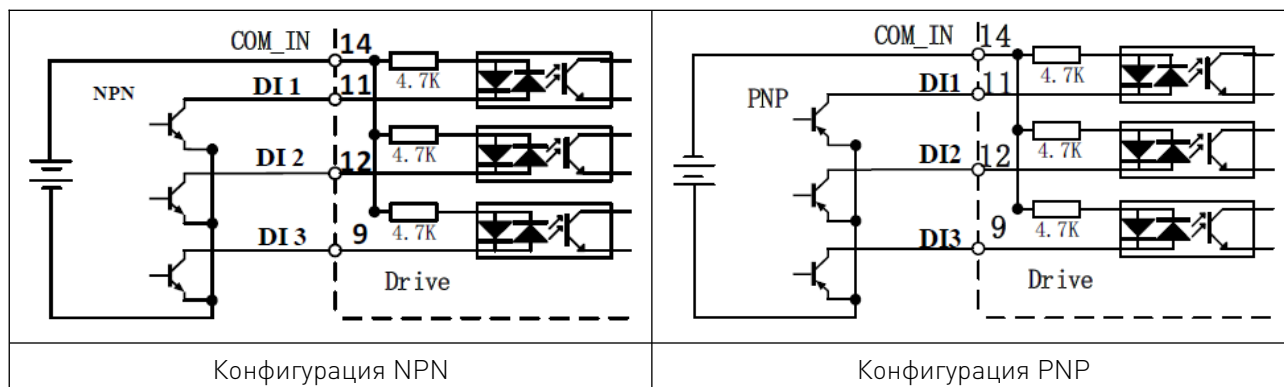 COM_IN 14
4.7K
NPN
DI 1 11
4.7K
DI 2 12
4.7K
DI 3 9
Drive
Конфигурация NPN
COM_IN 14
4.7K
PNP
DI1 11
4.7K
DI2 12
4.7K
DI3 9
Drive
Конфигурация PNP